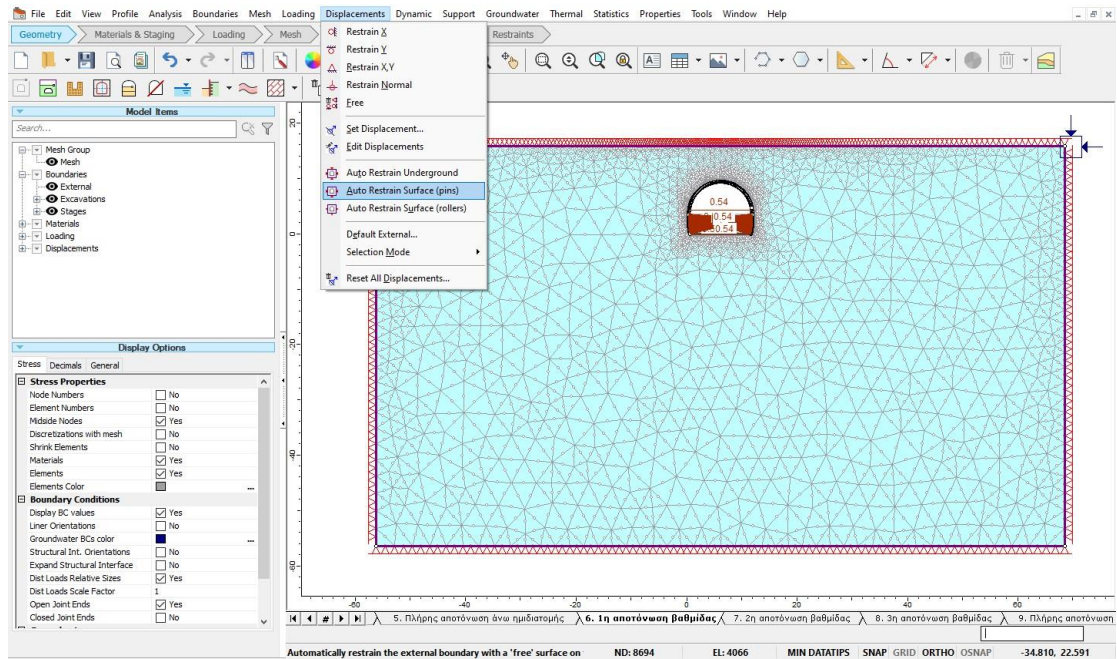 File Edit View Profile Analysis Boundaries Mesh Loading Displacements Dynamic Support Groundwater Thermal Statistics Properties Tools Window Help
Geometry Materials & Staging Loading Mesh Restraints
Restrain X
Restrain Y
Restrain X,Y
Restrain Normal
Free
Set Displacement...
Edit Displacements
Auto Restrain Underground
Auto Restrain Surface (pins)
Auto Restrain Surface (rollers)
Default External...
Selection Mode
Reset All Displacements...
Model Items
Search...
Mesh Group
Mesh
Boundaries
External
Excavations
Stages
Materials
Loading
Displacements
Display Options
Stress Decimals General
Stress Properties
Node Numbers No
Element Numbers No
Midside Nodes Yes
Discretizations with mesh No
Shrink Elements No
Materials Yes
Elements Yes
Elements Color ...
Boundary Conditions
Display BC values Yes
Liner Orientations No
Groundwater BCs color ...
Structural Int. Orientations No
Expand Structural Interface No
Dist Loads Relative Sizes Yes
Dist Loads Scale Factor 1
Open Joint Ends Yes
Closed Joint Ends No
20
0
-20
-40
-60
0.54
0.54
0.54
-60 -40 -20 0 20 40 60
5. Πλήρης αποτόνωση άνω ημιδιατομής 6. 1η αποτόνωση βαθμίδας 7. 2η αποτόνωση βαθμίδας 8. 3η αποτόνωση βαθμίδας 9. Πλήρης αποτόνωση
Automatically restrain the external boundary with a 'free' surface on ND: 8694 EL: 4066 MIN DATATIPS SNAP GRID ORTHO OSNAP -34.810, 22.591